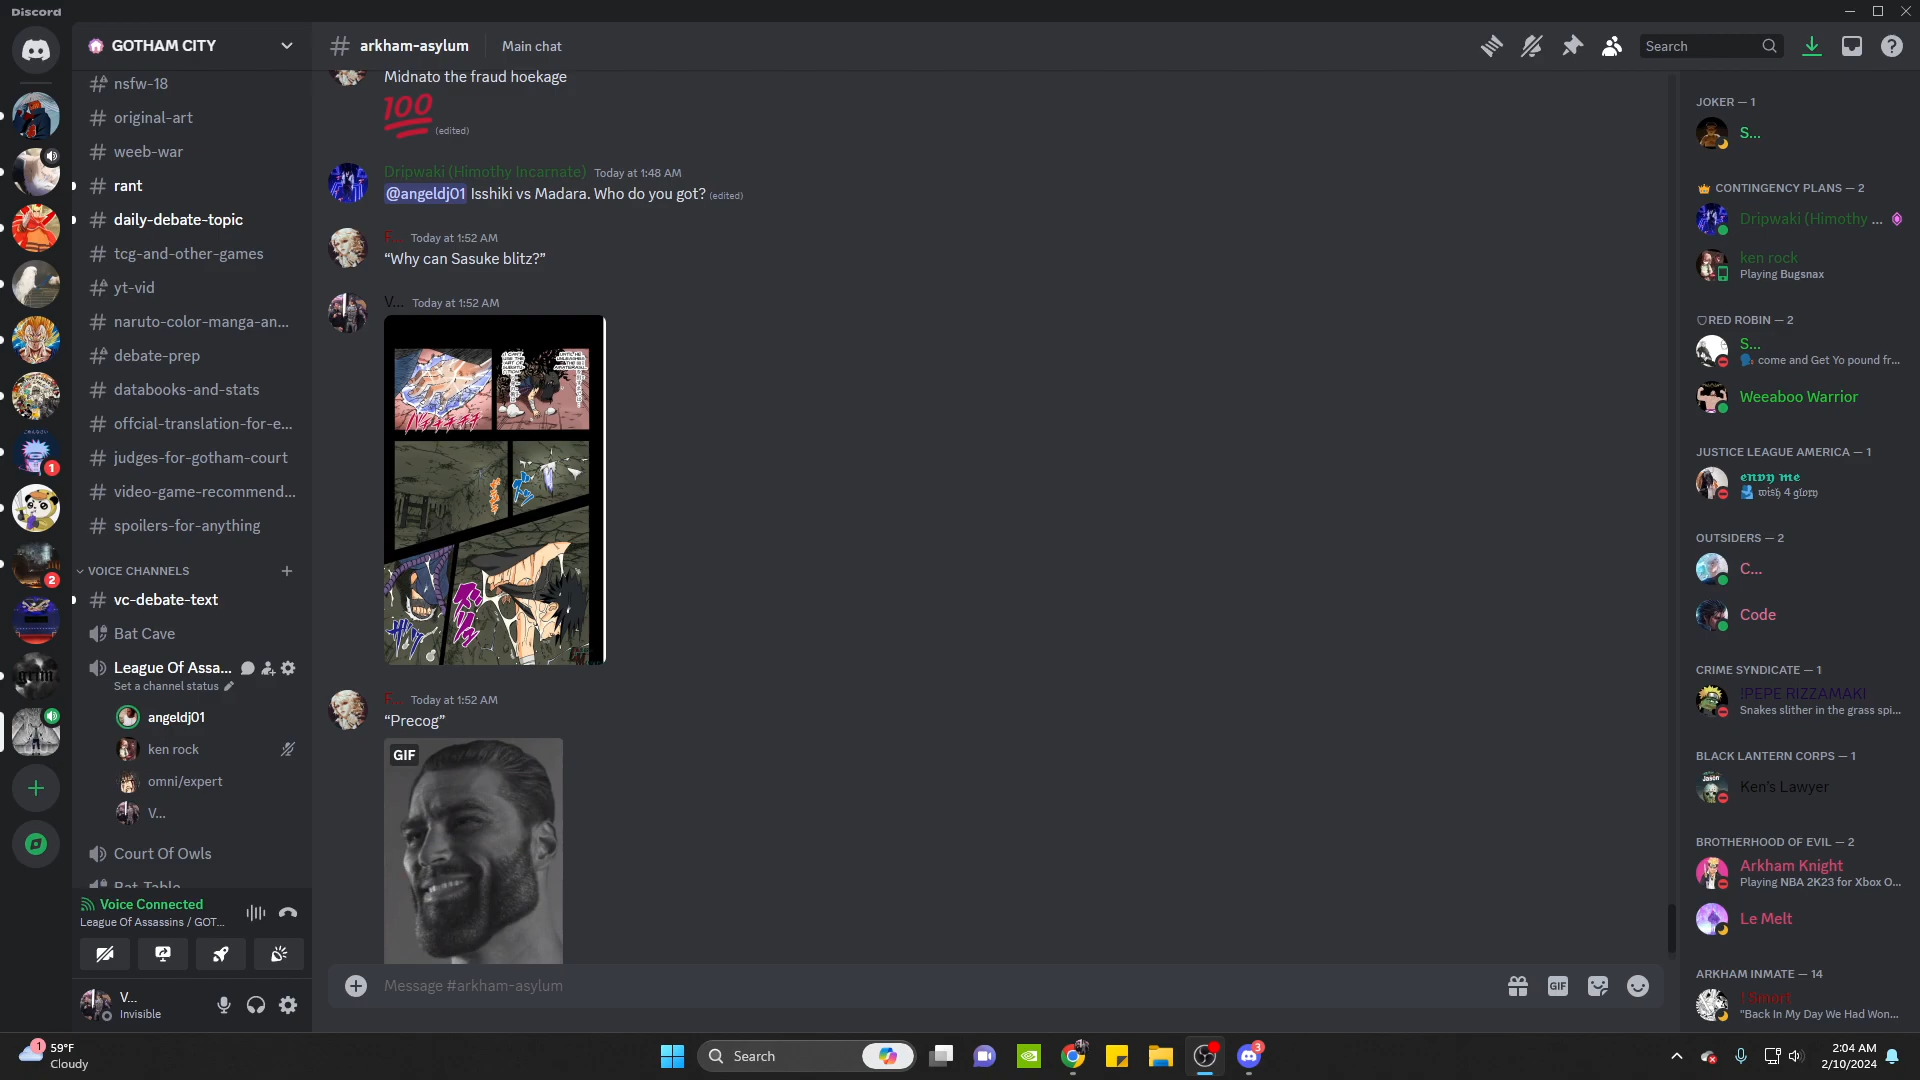 Discord
GOTHAM CITY
nsfw-18
original-art
weeb-war
rant
daily-debate-topic
tcg-and-other-games
yt-vid
naruto-color-manga-an...
debate-prep
databooks-and-stats
offcial-translation-for-e...
judges-for-gotham-court
video-game-recommend...
spoilers-for-anything
VOICE CHANNELS
vc-debate-text
Bat Cave
League Of Assa...
Set a channel status
angeldj01
ken rock
omni/expert
V...
Court Of Owls
Bat-Table
Voice Connected
League Of Assassins / GOT...
V...
Invisible
1
2
grim
arkham-asylum
Main chat
Search
Midnato the fraud hoekage
100
(edited)
Dripwaki (Himothy Incarnate) Today at 1:48 AM
@angeldj01 Isshiki vs Madara. Who do you got? (edited)
F... Today at 1:52 AM
“Why can Sasuke blitz?”
V... Today at 1:52 AM
F... Today at 1:52 AM
“Precog”
GIF
Message #arkham-asylum
GIF
JOKER — 1
S...
CONTINGENCY PLANS — 2
Dripwaki (Himothy ...
ken rock
Playing Bugsnax
RED ROBIN — 2
S...
come and Get Yo pound fr...
Weeaboo Warrior
JUSTICE LEAGUE AMERICA — 1
𝖊𝖓𝖛𝖞 𝖒𝖊
𝔴𝔦𝔰𝔥 4 𝔤𝔩𝔬𝔯𝔶
OUTSIDERS — 2
C...
Code
CRIME SYNDICATE — 1
!PEPE RIZZAMAKI
Snakes slither in the grass spi...
BLACK LANTERN CORPS — 1
Ken's Lawyer
BROTHERHOOD OF EVIL — 2
Arkham Knight
Playing NBA 2K23 for Xbox O...
Le Melt
ARKHAM INMATE — 14
! Smort
"Back In My Day We Had Won...
1
59°F
Cloudy
Search
3
2:04 AM
2/10/2024